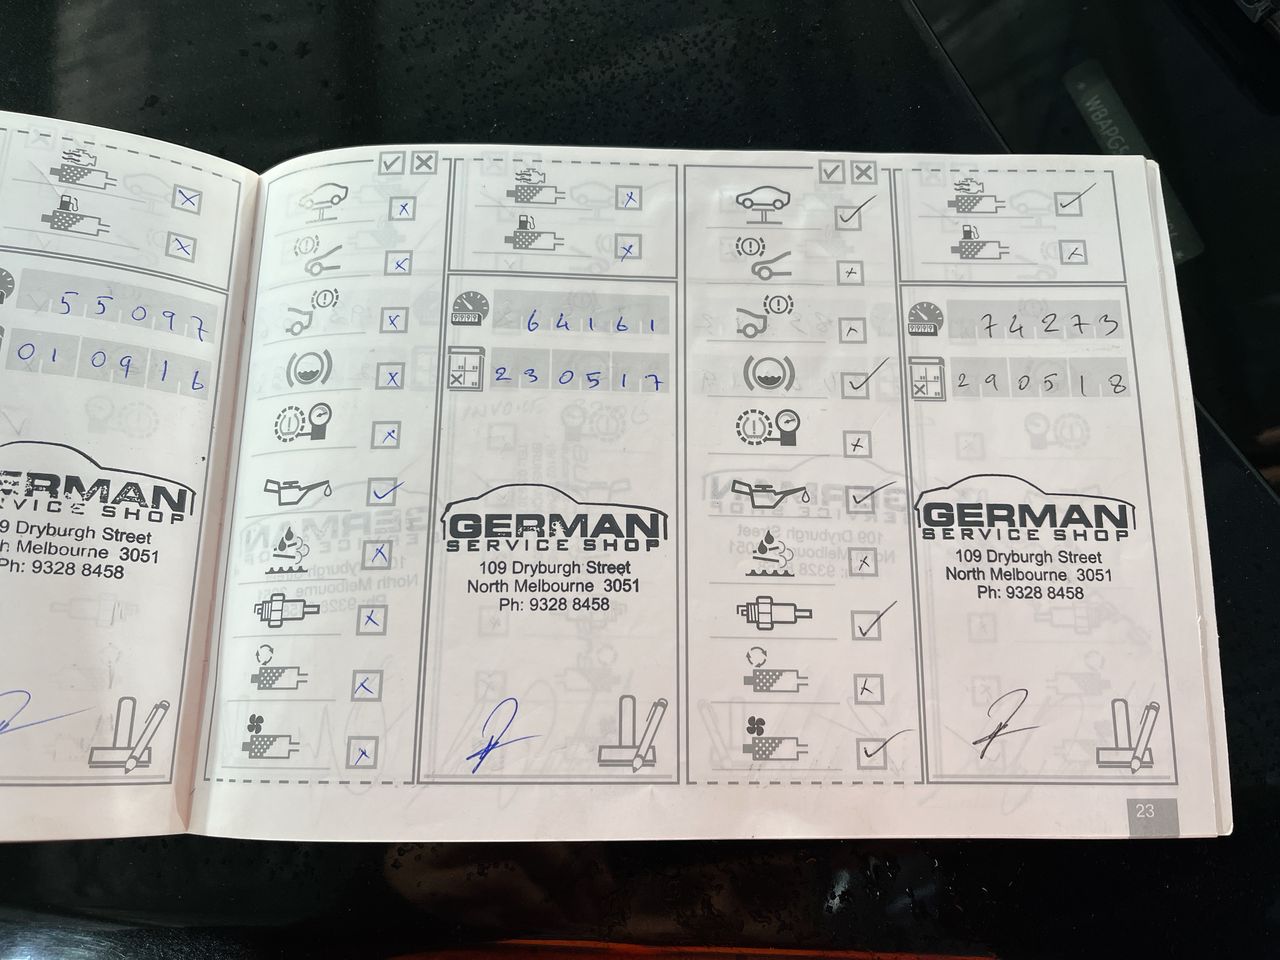 55097
010916
GERMAN
SERVICE SHOP
9 Dryburgh Street
h Melbourne 3051
Ph: 9328 8458
64161
230517
GERMAN
SERVICE SHOP
109 Dryburgh Street
North Melbourne 3051
Ph: 9328 8458
74273
290518
GERMAN
SERVICE SHOP
109 Dryburgh Street
North Melbourne 3051
Ph: 9328 8458
23
WBAPG5